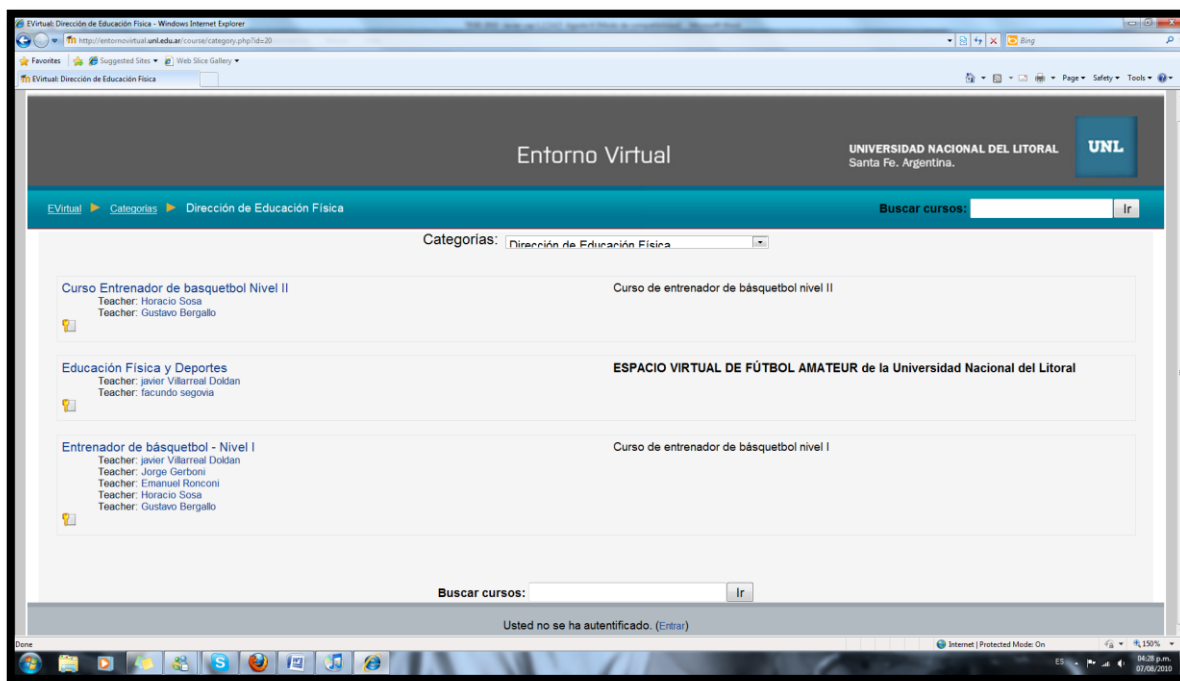 EVirtual: Dirección de Educación Física - Windows Internet Explorer
http://entornovirtual.unl.edu.ar/course/category.php?id=20
Bing
Favorites Suggested Sites Web Slice Gallery
EVirtual: Dirección de Educación Física
Page Safety Tools
Entorno Virtual
UNIVERSIDAD NACIONAL DEL LITORAL
Santa Fe. Argentina.
UNL
EVirtual Categorías Dirección de Educación Física
Buscar cursos: Ir
Categorías: Dirección de Educación Física
Curso Entrenador de basquetbol Nivel II
Curso de entrenador de básquetbol nivel II
Teacher: Horacio Sosa
Teacher: Gustavo Bergallo
Educación Física y Deportes
ESPACIO VIRTUAL DE FÚTBOL AMATEUR de la Universidad Nacional del Litoral
Teacher: javier Villarreal Doldan
Teacher: facundo segovia
Entrenador de básquetbol - Nivel I
Curso de entrenador de básquetbol nivel I
Teacher: javier Villarreal Doldan
Teacher: Jorge Gerboni
Teacher: Emanuel Ronconi
Teacher: Horacio Sosa
Teacher: Gustavo Bergallo
Buscar cursos: Ir
Usted no se ha autentificado. (Entrar)
Done
Internet | Protected Mode: On
150%
ES
04:28 p.m.
07/08/2010